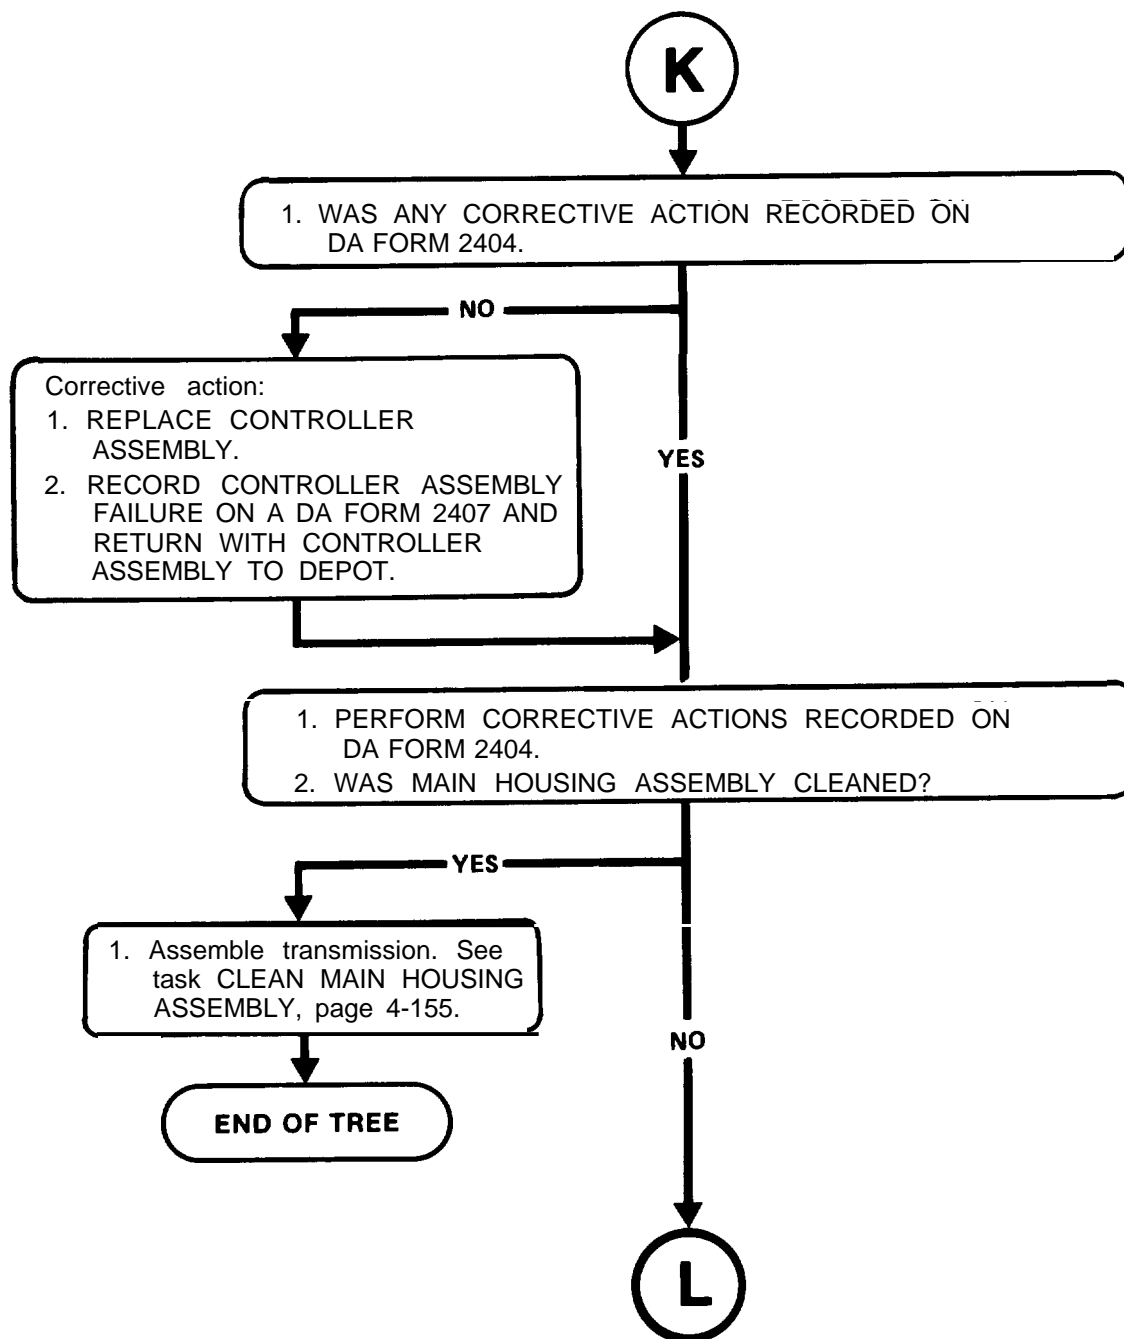 K
1. WAS ANY CORRECTIVE ACTION RECORDED ON
DA FORM 2404.
NO
Corrective action:
1. REPLACE CONTROLLER
ASSEMBLY.
2. RECORD CONTROLLER ASSEMBLY
FAILURE ON A DA FORM 2407 AND
RETURN WITH CONTROLLER
ASSEMBLY TO DEPOT.
YES
1. PERFORM CORRECTIVE ACTIONS RECORDED ON
DA FORM 2404.
2. WAS MAIN HOUSING ASSEMBLY CLEANED?
YES
1. Assemble transmission. See
task CLEAN MAIN HOUSING
ASSEMBLY, page 4-155.
NO
END OF TREE
L